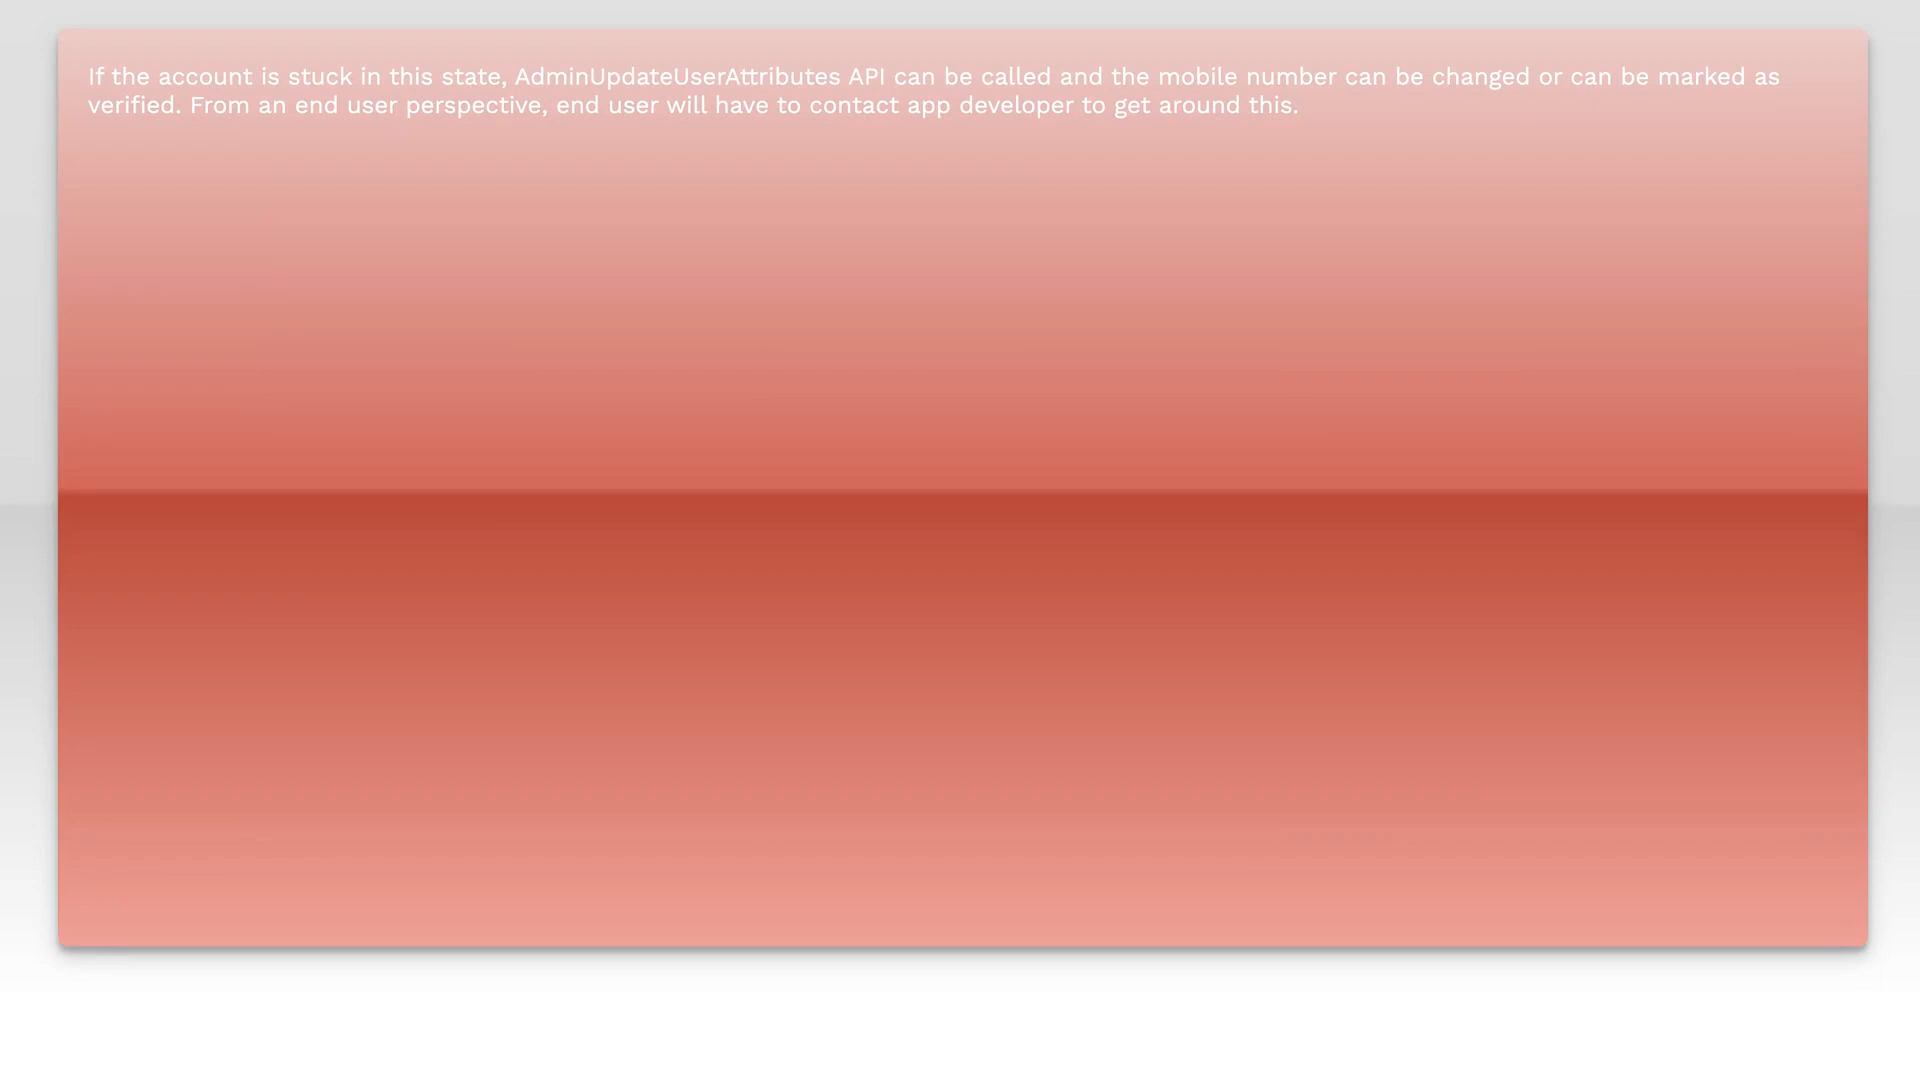 If the account is stuck in this state, AdminUpdateUserAttributes API can be called and the mobile number can be changed or can be marked as
verified. From an end user perspective, end user will have to contact app developer to get around this.